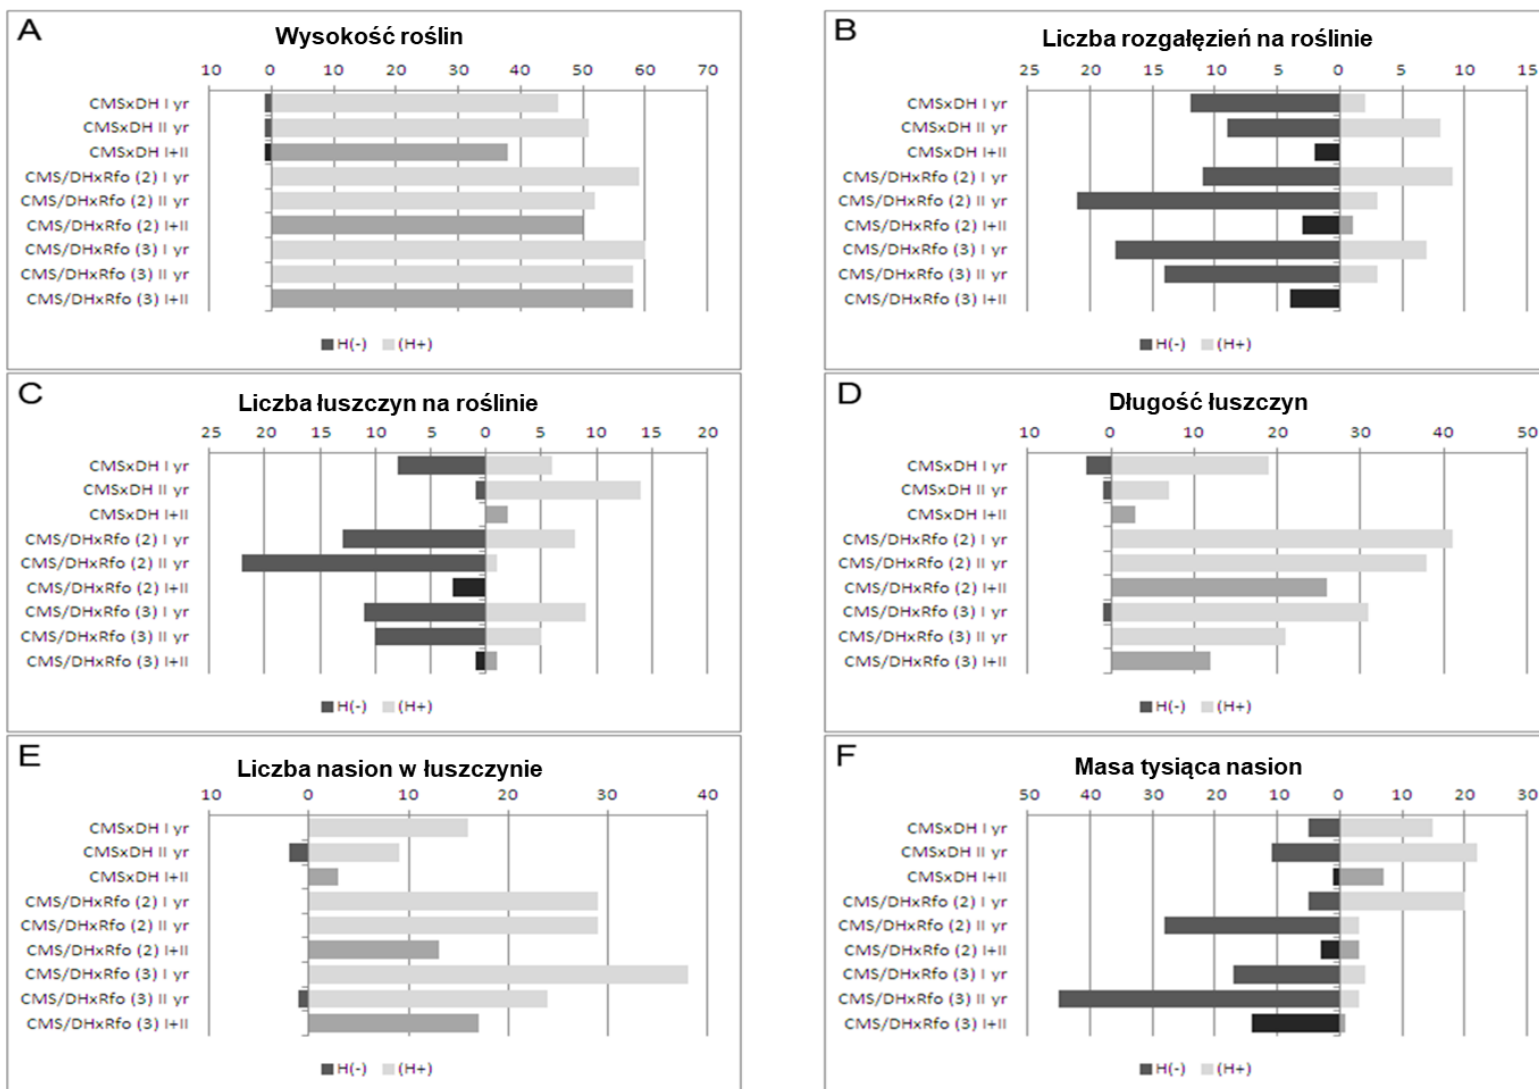 A
Wysokość roślin
10 0 10 20 30 40 50 60 70
CMSxDH I yr
CMSxDH II yr
CMSxDH I+II
CMS/DHxRfo (2) I yr
CMS/DHxRfo (2) II yr
CMS/DHxRfo (2) I+II
CMS/DHxRfo (3) I yr
CMS/DHxRfo (3) II yr
CMS/DHxRfo (3) I+II
H(-) (H+)
B
Liczba rozgałęzień na roślinie
25 20 15 10 5 0 5 10 15
CMSxDH I yr
CMSxDH II yr
CMSxDH I+II
CMS/DHxRfo (2) I yr
CMS/DHxRfo (2) II yr
CMS/DHxRfo (2) I+II
CMS/DHxRfo (3) I yr
CMS/DHxRfo (3) II yr
CMS/DHxRfo (3) I+II
H(-) (H+)
C
Liczba łuszczyn na roślinie
25 20 15 10 5 0 5 10 15 20
CMSxDH I yr
CMSxDH II yr
CMSxDH I+II
CMS/DHxRfo (2) I yr
CMS/DHxRfo (2) II yr
CMS/DHxRfo (2) I+II
CMS/DHxRfo (3) I yr
CMS/DHxRfo (3) II yr
CMS/DHxRfo (3) I+II
H(-) (H+)
D
Długość łuszczyn
10 0 10 20 30 40 50
CMSxDH I yr
CMSxDH II yr
CMSxDH I+II
CMS/DHxRfo (2) I yr
CMS/DHxRfo (2) II yr
CMS/DHxRfo (2) I+II
CMS/DHxRfo (3) I yr
CMS/DHxRfo (3) II yr
CMS/DHxRfo (3) I+II
H(-) (H+)
E
Liczba nasion w łuszczynie
10 0 10 20 30 40
CMSxDH I yr
CMSxDH II yr
CMSxDH I+II
CMS/DHxRfo (2) I yr
CMS/DHxRfo (2) II yr
CMS/DHxRfo (2) I+II
CMS/DHxRfo (3) I yr
CMS/DHxRfo (3) II yr
CMS/DHxRfo (3) I+II
H(-) (H+)
F
Masa tysiąca nasion
50 40 30 20 10 0 10 20 30
CMSxDH I yr
CMSxDH II yr
CMSxDH I+II
CMS/DHxRfo (2) I yr
CMS/DHxRfo (2) II yr
CMS/DHxRfo (2) I+II
CMS/DHxRfo (3) I yr
CMS/DHxRfo (3) II yr
CMS/DHxRfo (3) I+II
H(-) (H+)